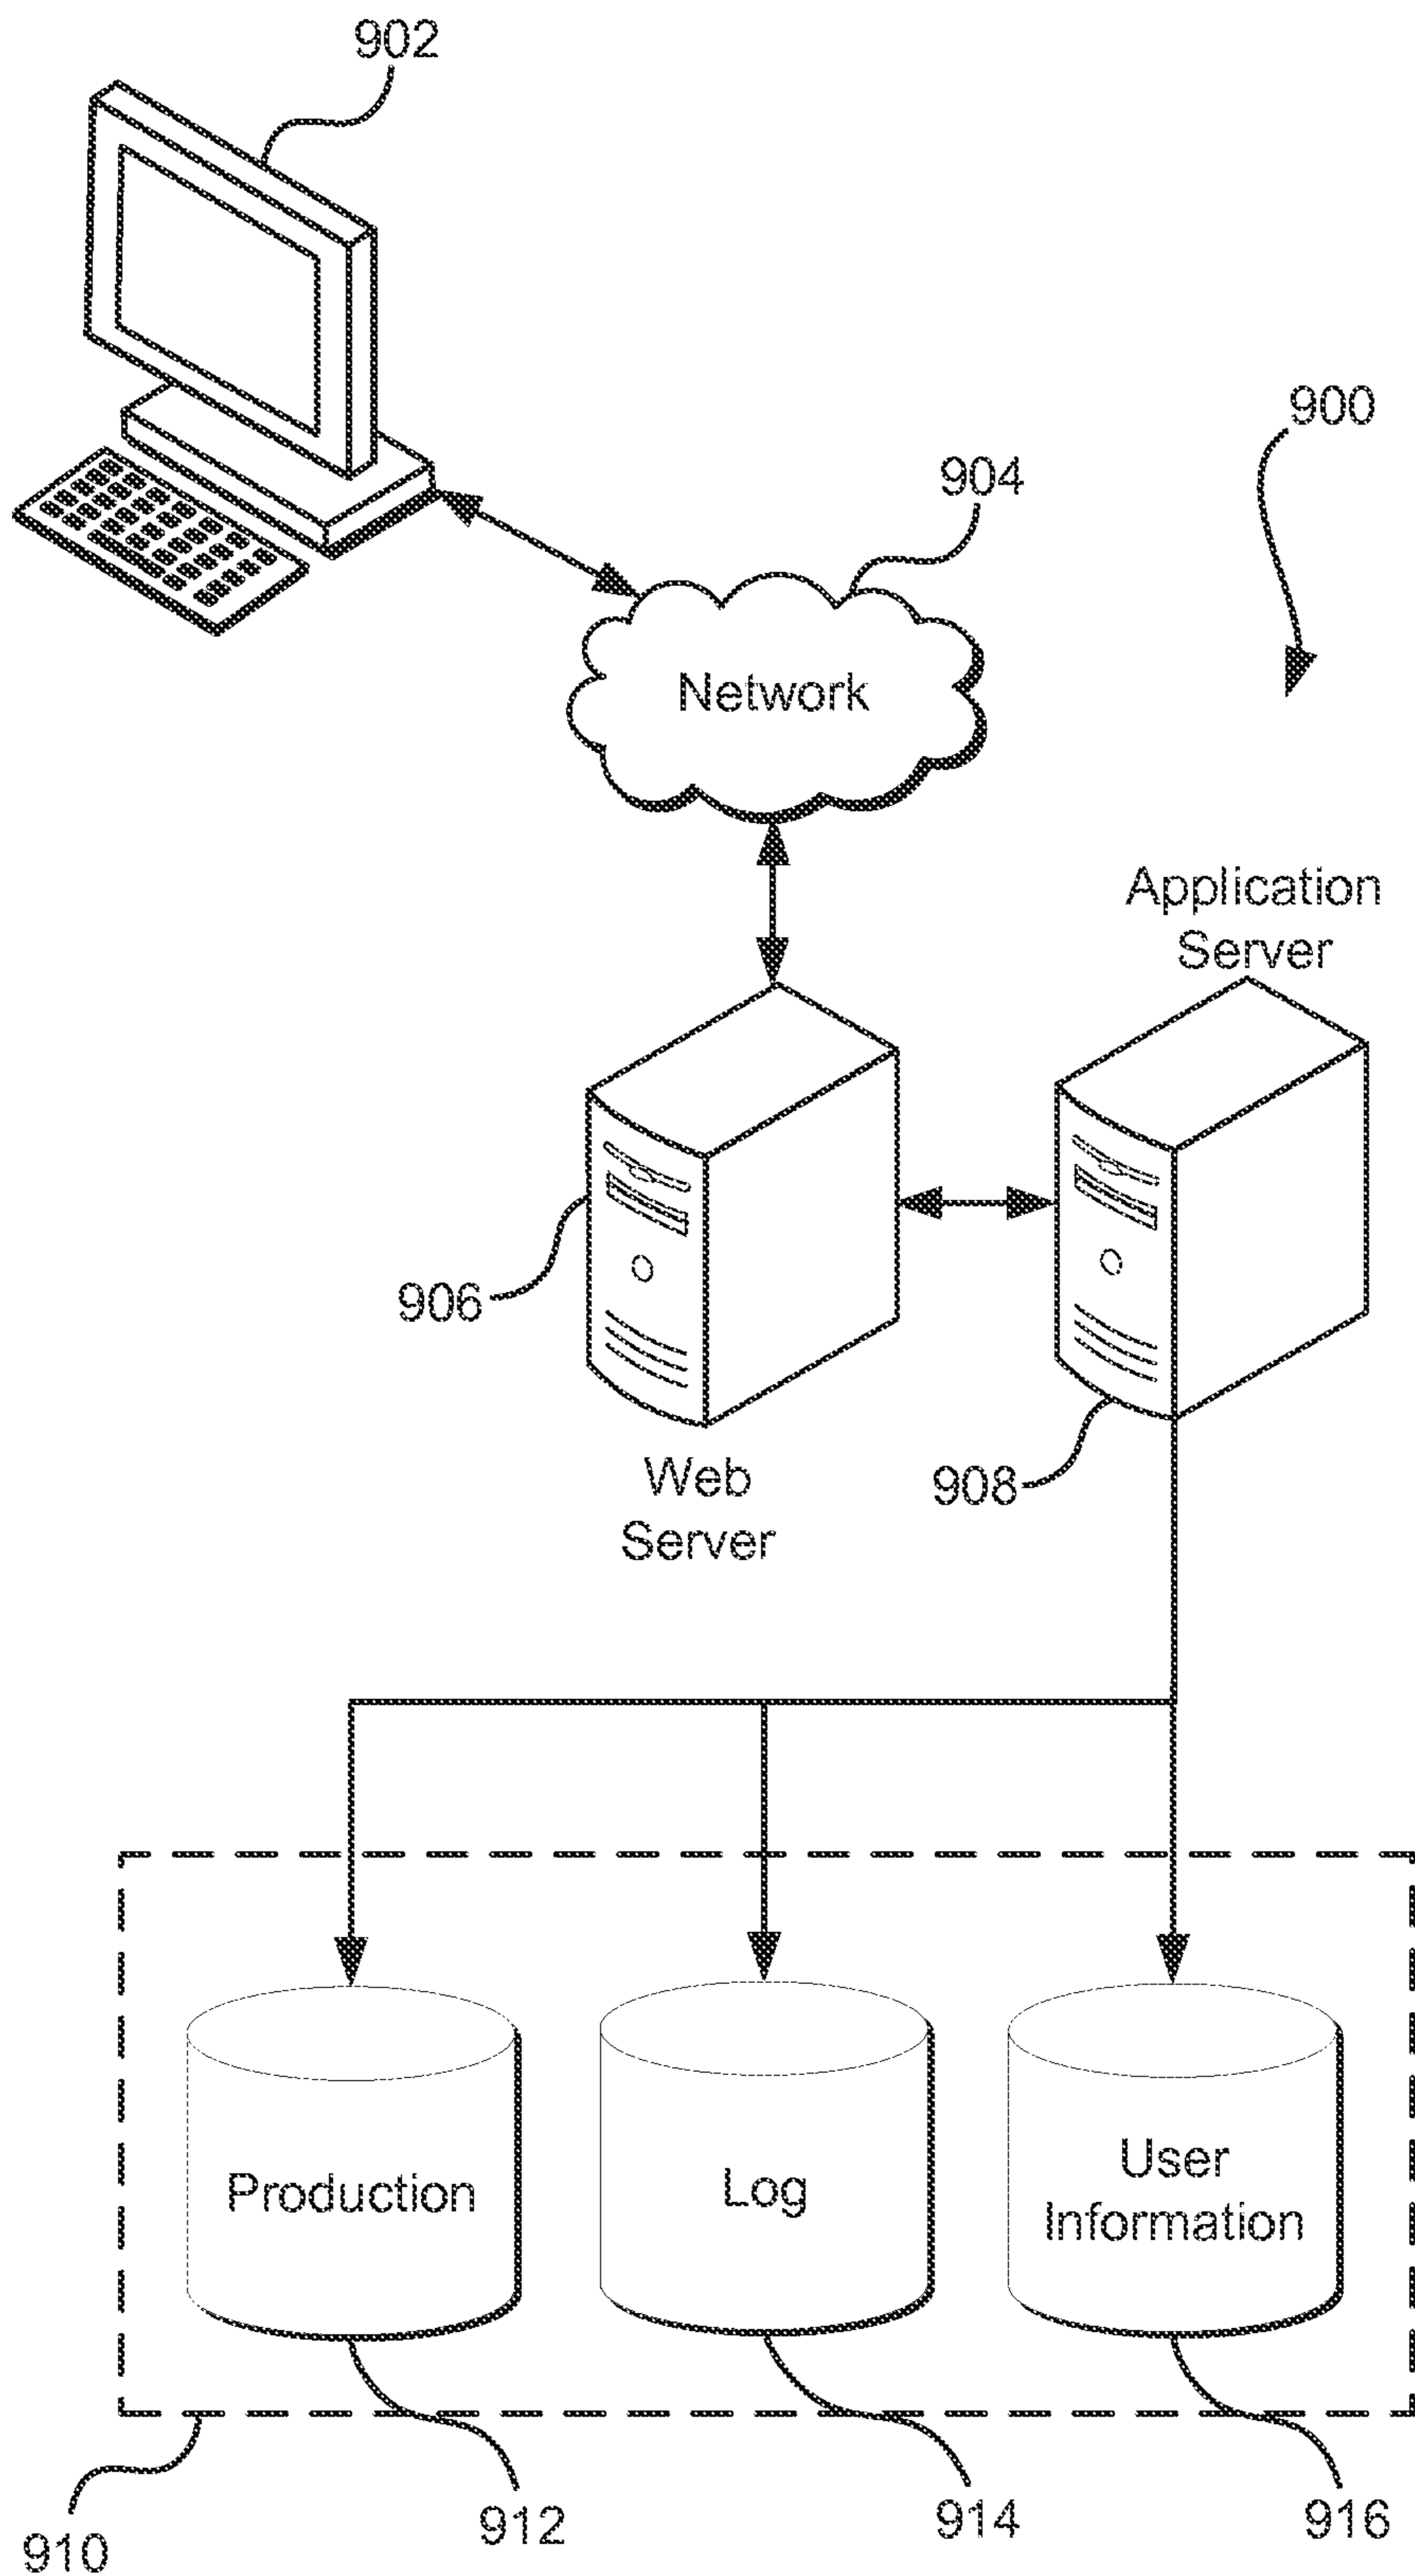 902
900
904
Network
Application
Server
906
908
Web
Server
Production
Log
User
Information
910
912
914
916